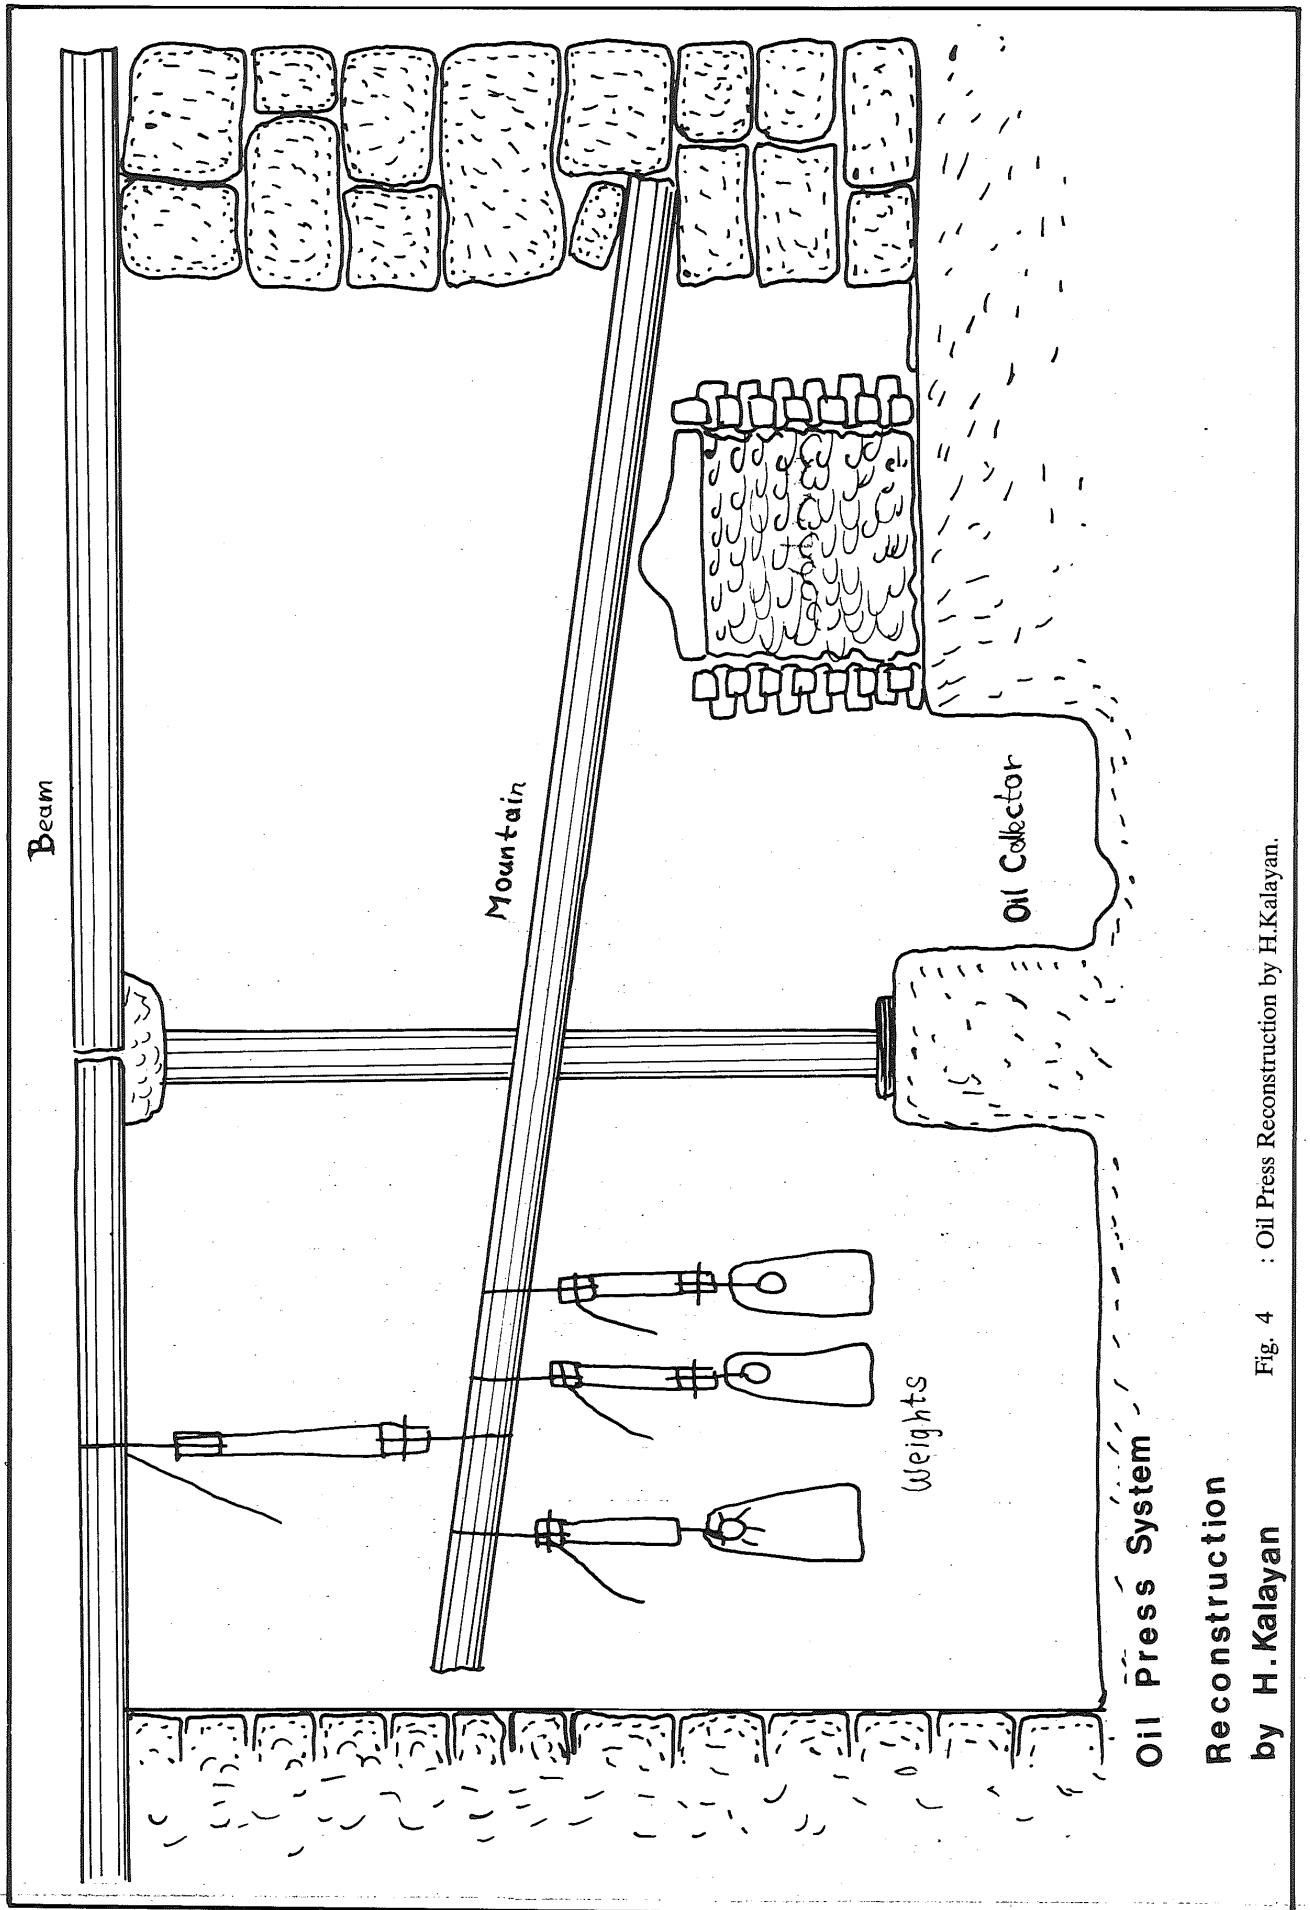 Beam
Mountain
Oil Collector
Weights
Oil Press System
Reconstruction
by H.Kalayan
Fig. 4 : Oil Press Reconstruction by H.Kalayan.